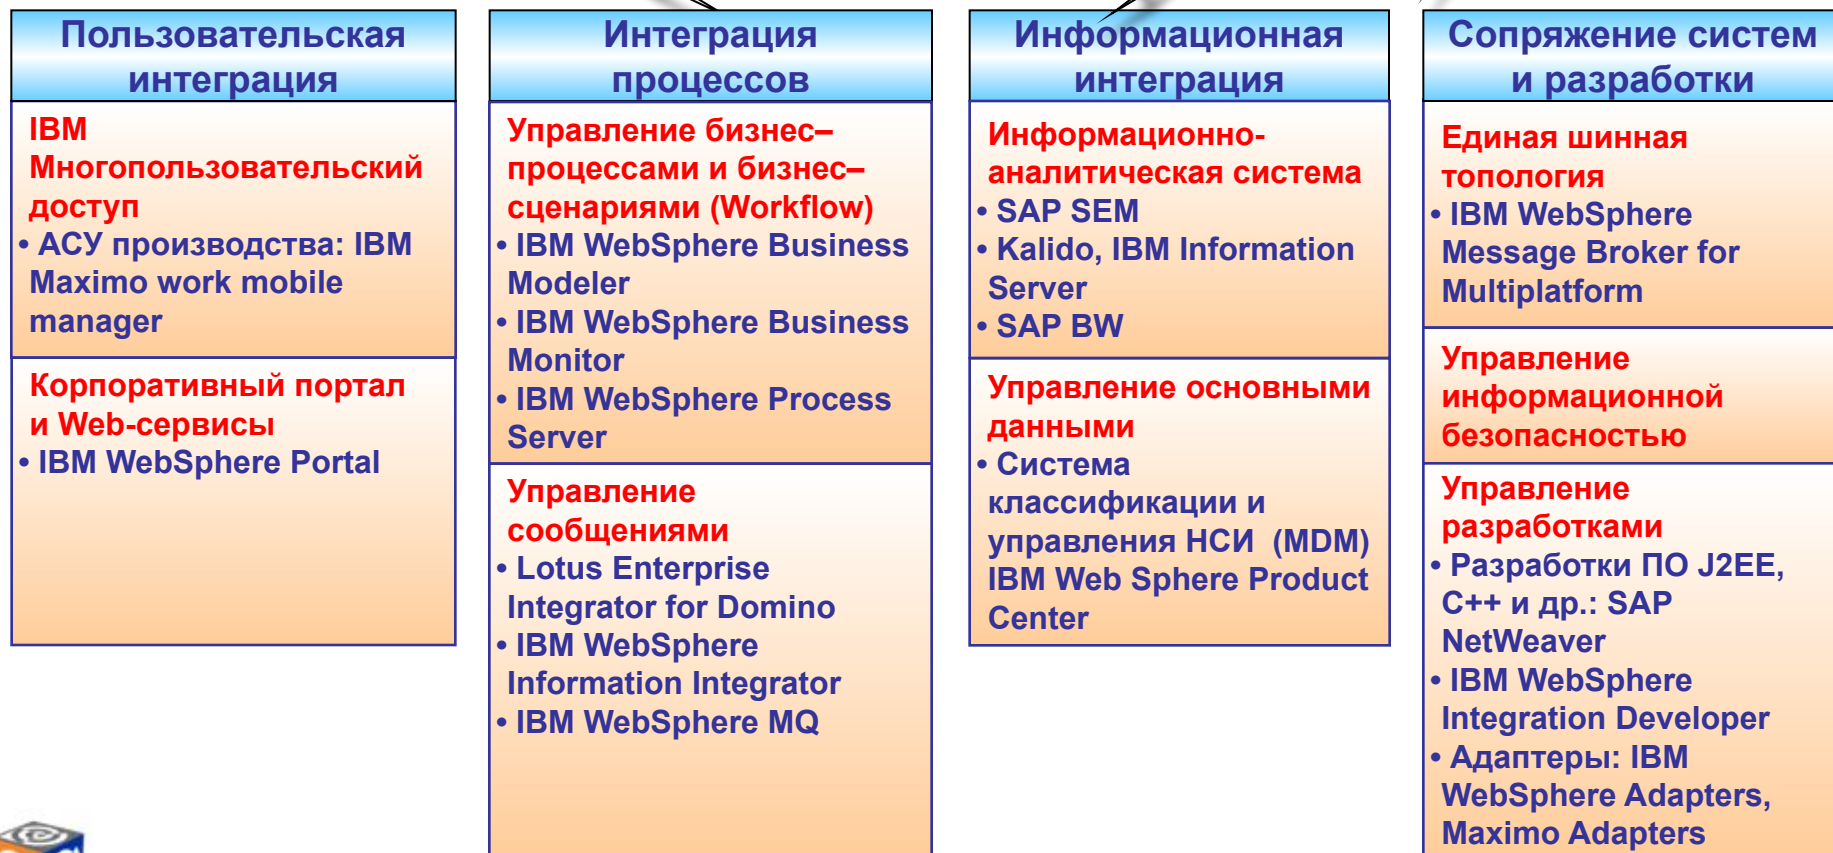 Пользовательская
интеграция
IBM
Многопользовательский
доступ
• АСУ производства: IBM
Maximo work mobile
manager
Корпоративный портал
и Web-сервисы
• IBM WebSphere Portal
Интеграция
процессов
Управление бизнес–
процессами и бизнес–
сценариями (Workflow)
• IBM WebSphere Business
Modeler
• IBM WebSphere Business
Monitor
• IBM WebSphere Process
Server
Управление
сообщениями
• Lotus Enterprise
Integrator for Domino
• IBM WebSphere
Information Integrator
• IBM WebSphere MQ
Информационная
интеграция
Информационно-
аналитическая система
• SAP SEM
• Kalido, IBM Information
Server
• SAP BW
Управление основными
данными
• Система
классификации и
управления НСИ (MDM)
IBM Web Sphere Product
Center
Сопряжение систем
и разработки
Единая шинная
топология
• IBM WebSphere
Message Broker for
Multiplatform
Управление
информационной
безопасностью
Управление
разработками
• Разработки ПО J2EE,
C++ и др.: SAP
NetWeaver
• IBM WebSphere
Integration Developer
• Адаптеры: IBM
WebSphere Adapters,
Maximo Adapters